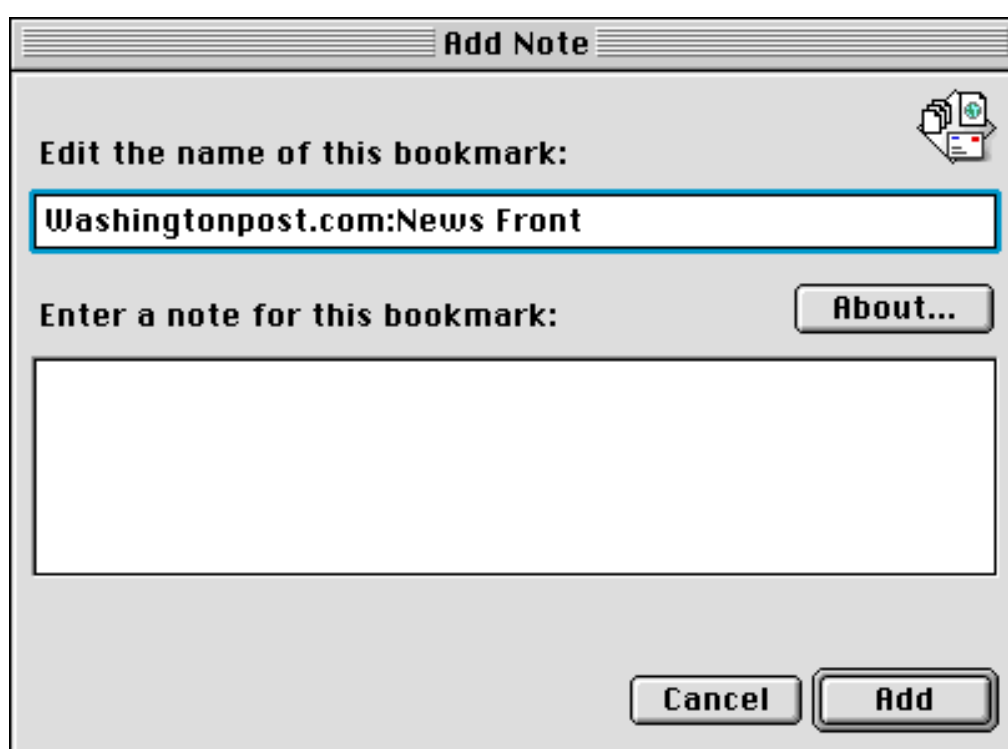 Add Note
Edit the name of this bookmark:
Washingtonpost.com:News Front
Enter a note for this bookmark:
About...
Cancel
Add